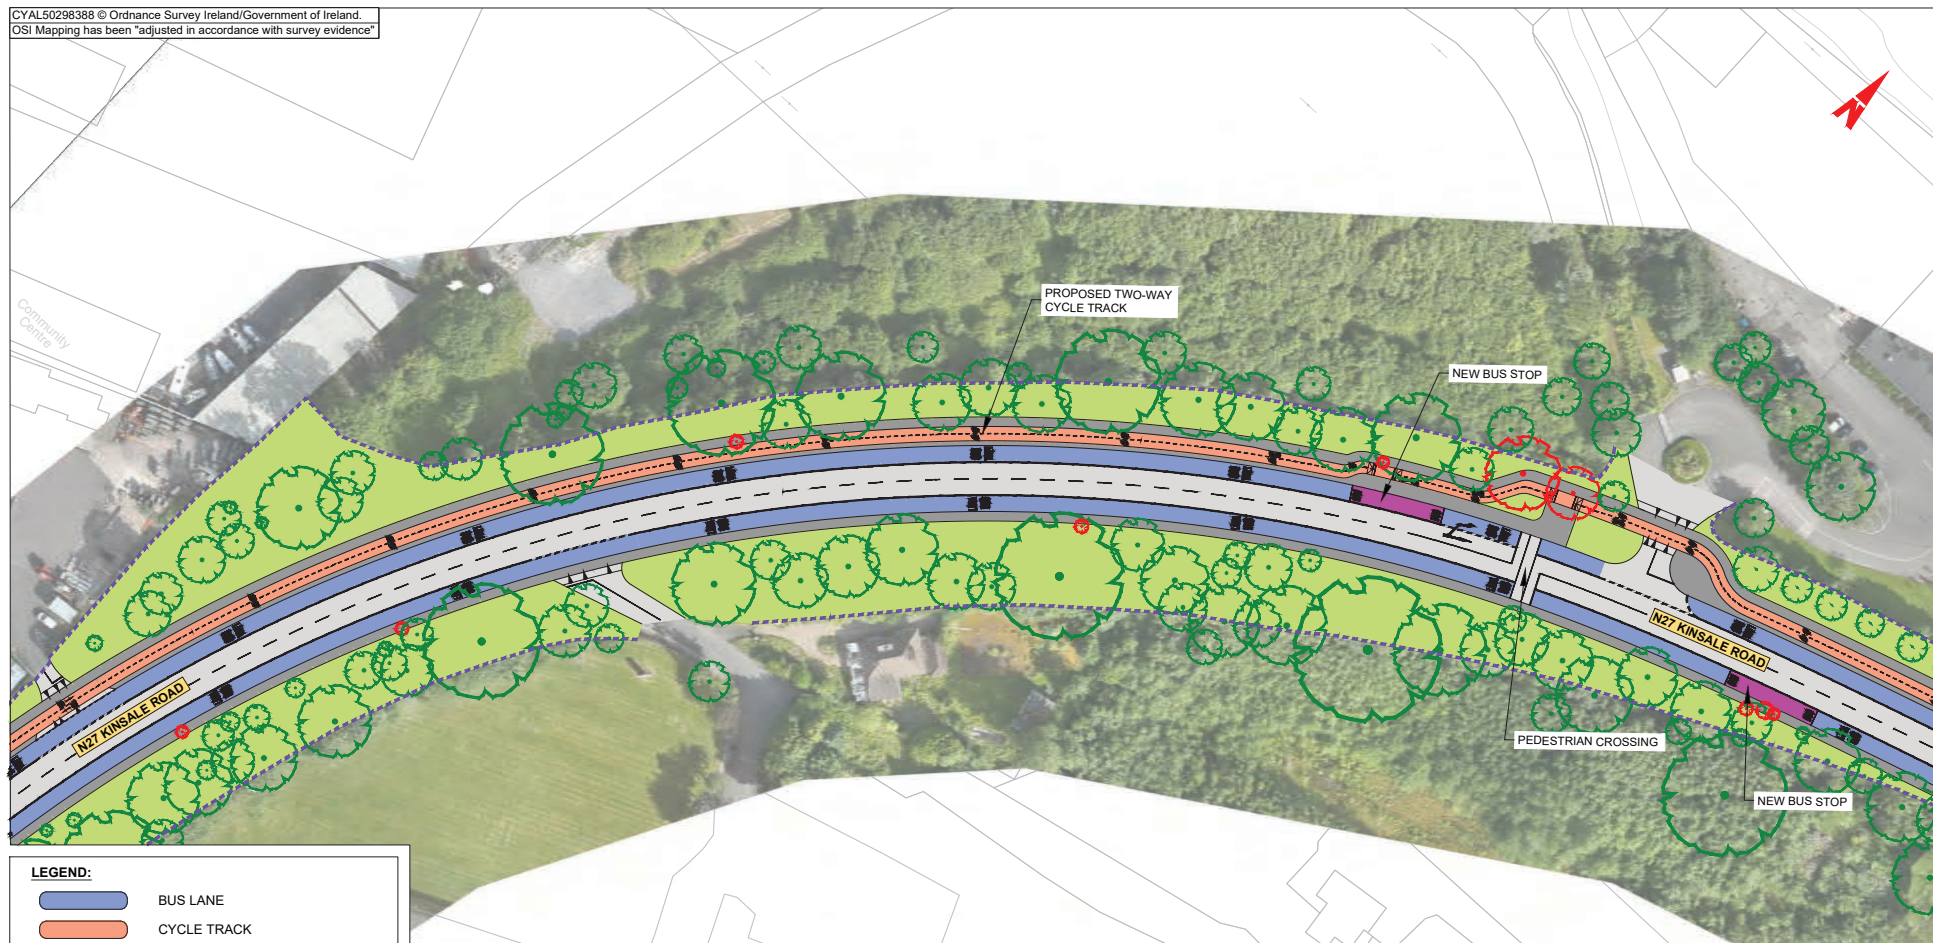 CYAL50298388 © Ordnance Survey Ireland/Government of Ireland.
OSI Mapping has been "adjusted in accordance with survey evidence"
N
Community
Centre
PROPOSED TWO-WAY
CYCLE TRACK
NEW BUS STOP
N27 KINSALE ROAD
N27 KINSALE ROAD
PEDESTRIAN CROSSING
NEW BUS STOP
LEGEND:
BUS LANE
CYCLE TRACK